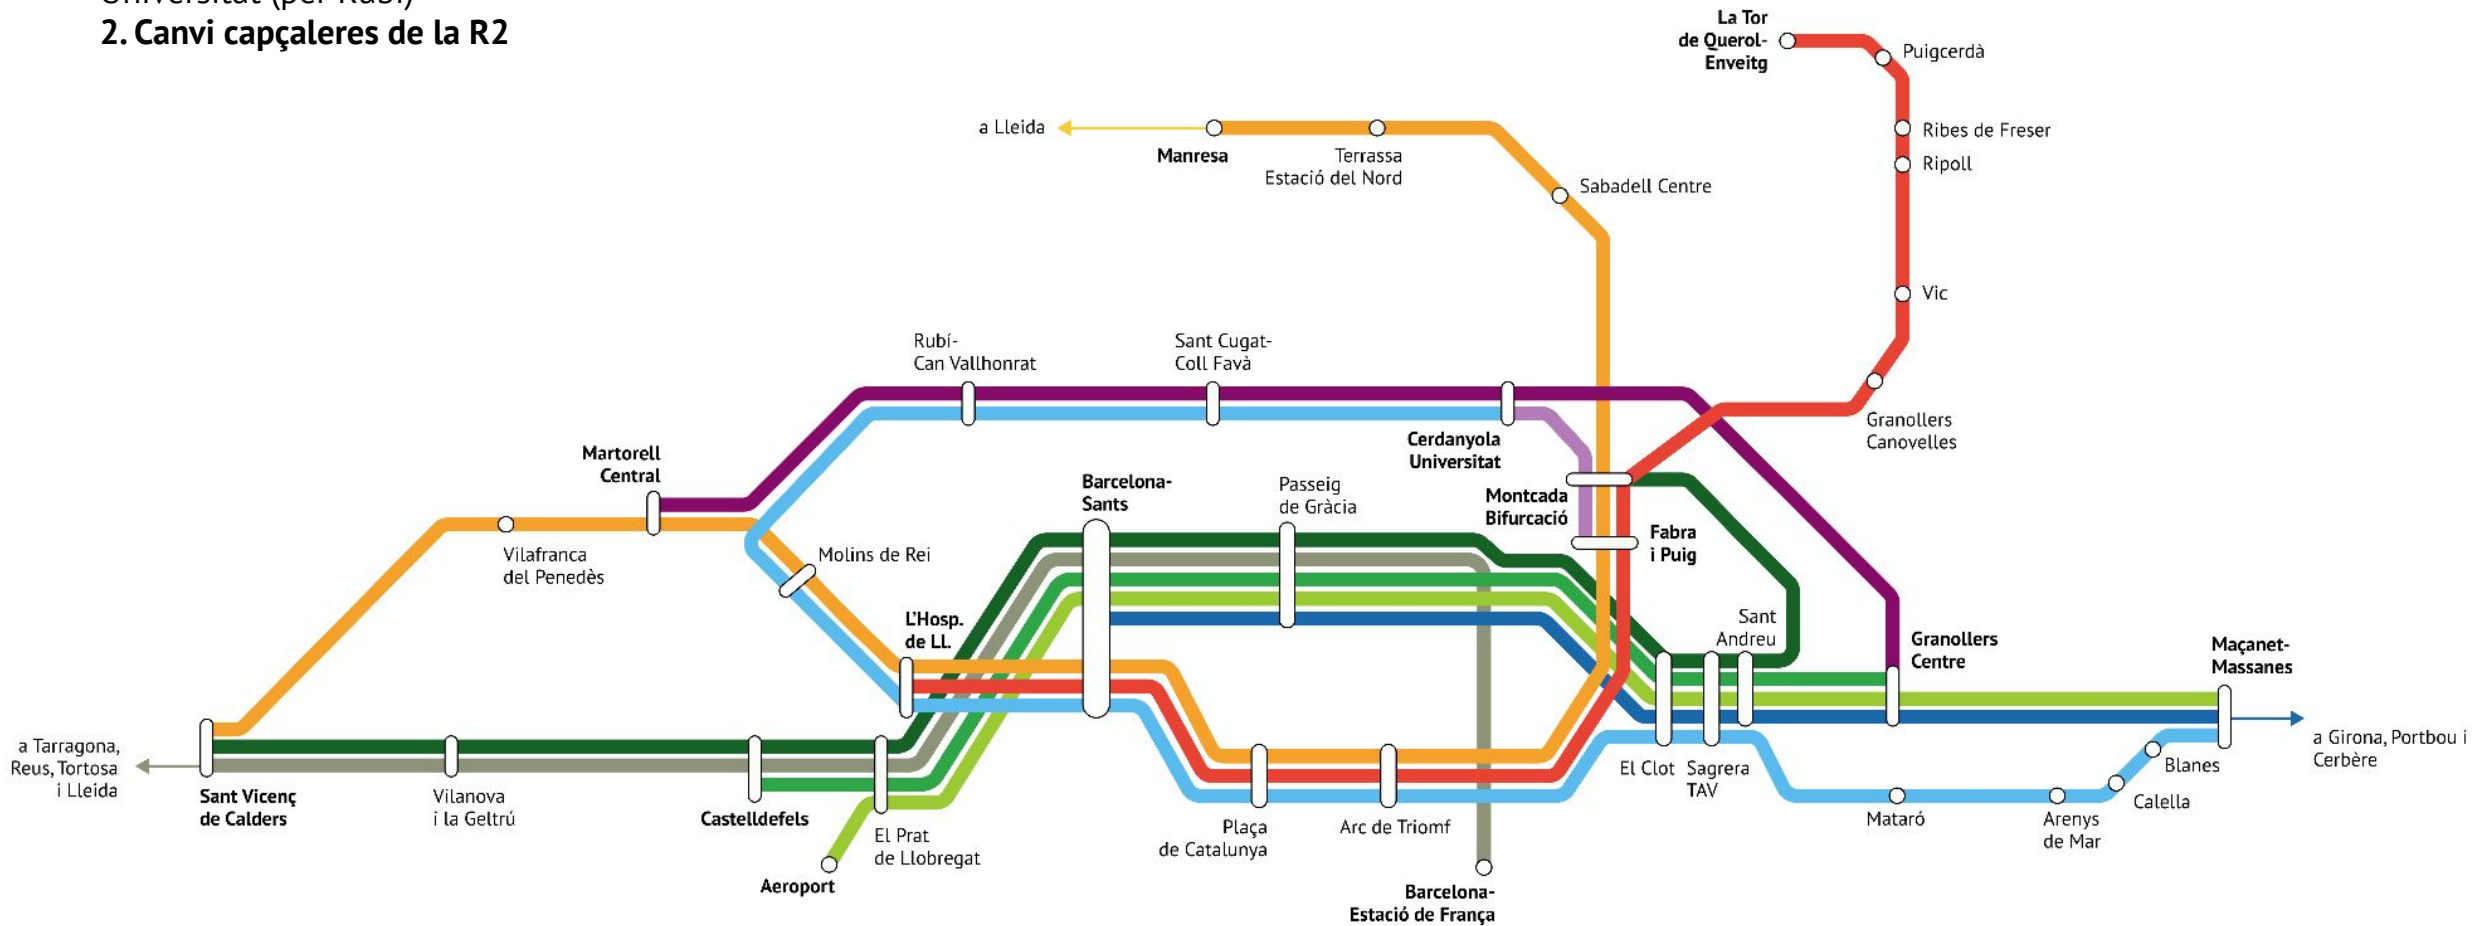 Universitat (per Rubí)
2. Canvi capçaleres de la R2
La Tor
de Querol-
Enveitg
Puigcerdà
Ribes de Freser
Ripoll
Vic
Granollers
Canovelles
a Lleida
Manresa
Terrassa
Estació del Nord
Sabadell Centre
Rubí-
Can Vallhonrat
Sant Cugat-
Coll Favà
Cerdanyola
Universitat
Martorell
Central
Barcelona-
Sants
Passeig
de Gràcia
Montcada
Bifurcació
Fabra
i Puig
Vilafranca
del Penedès
Molins de Rei
L'Hosp.
de Ll.
Sant
Andreu
Granollers
Centre
Maçanet-
Massanes
a Tarragona,
Reus, Tortosa
i Lleida
Sant Vicenç
de Calders
Vilanova
i la Geltrú
Castelldefels
El Prat
de Llobregat
Aeroport
Plaça
de Catalunya
Arc de Triomf
Barcelona-
Estació de França
El Clot
Sagrera
TAV
Mataró
Arenys
de Mar
Calella
Blanes
a Girona, Portbou i
Cerbère